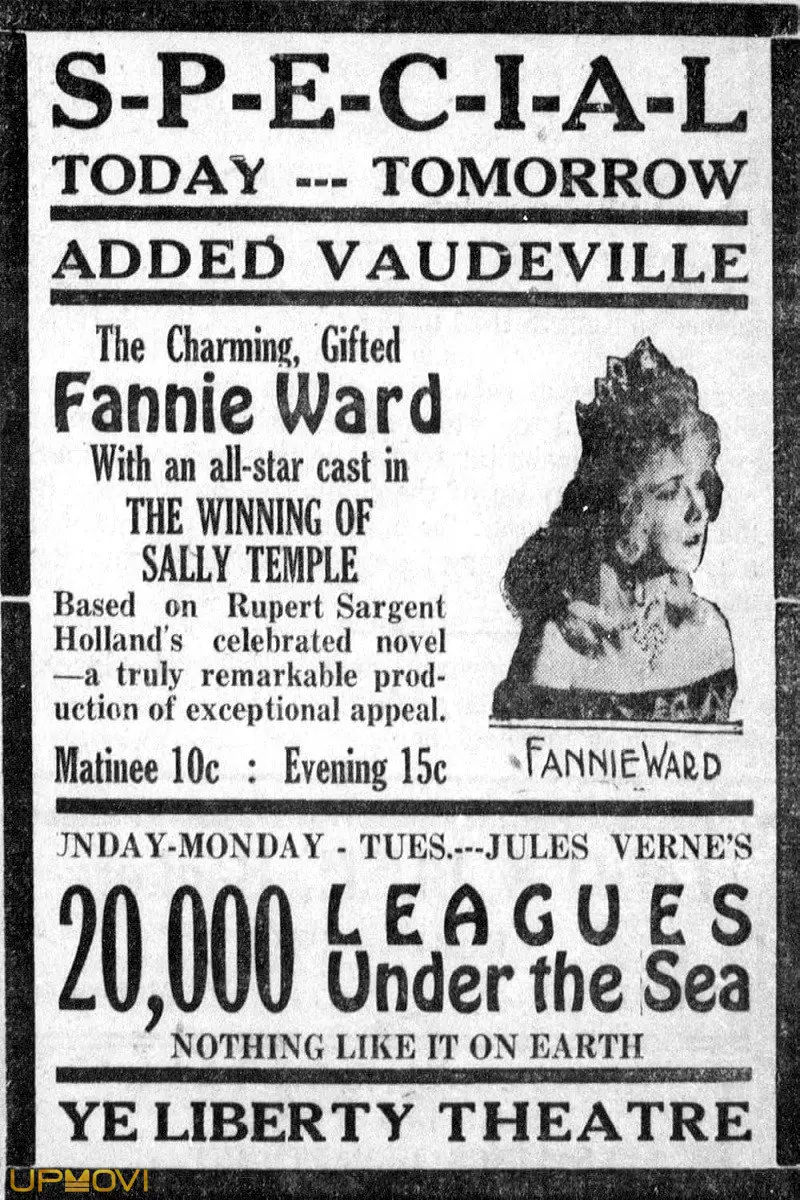 S-P-E-C-I-A-L
TODAY --- TOMORROW
ADDED VAUDEVILLE
The Charming, Gifted
Fannie Ward
With an all-star cast in
THE WINNING OF
SALLY TEMPLE
Based on Rupert Sargent
Holland's celebrated novel
—a truly remarkable prod-
uction of exceptional appeal.
Matinee 10c : Evening 15c
FANNIE WARD
UNDAY-MONDAY - TUES.---JULES VERNE'S
20,000 LEAGUES
Under the Sea
NOTHING LIKE IT ON EARTH
YE LIBERTY THEATRE
UPMOVI